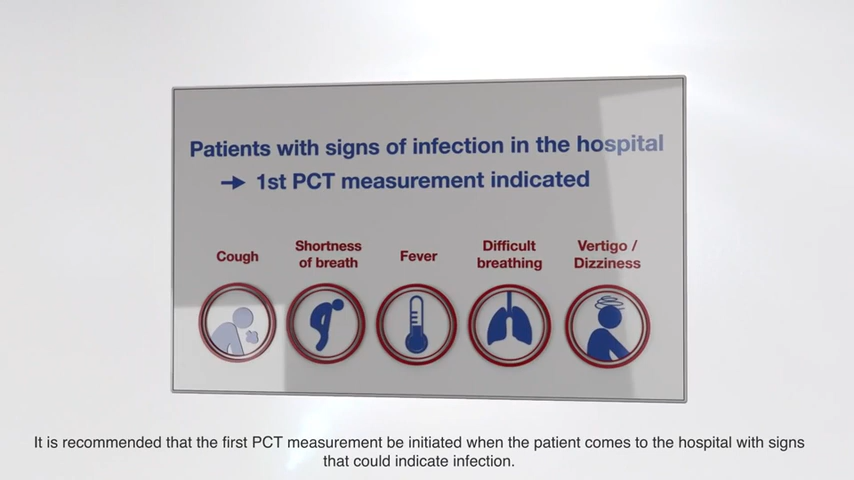 Patients with signs of infection in the hospital
→ 1st PCT measurement indicated
Cough
Shortness
of breath
Fever
Difficult
breathing
Vertigo /
Dizziness
It is recommended that the first PCT measurement be initiated when the patient comes to the hospital with signs
that could indicate infection.